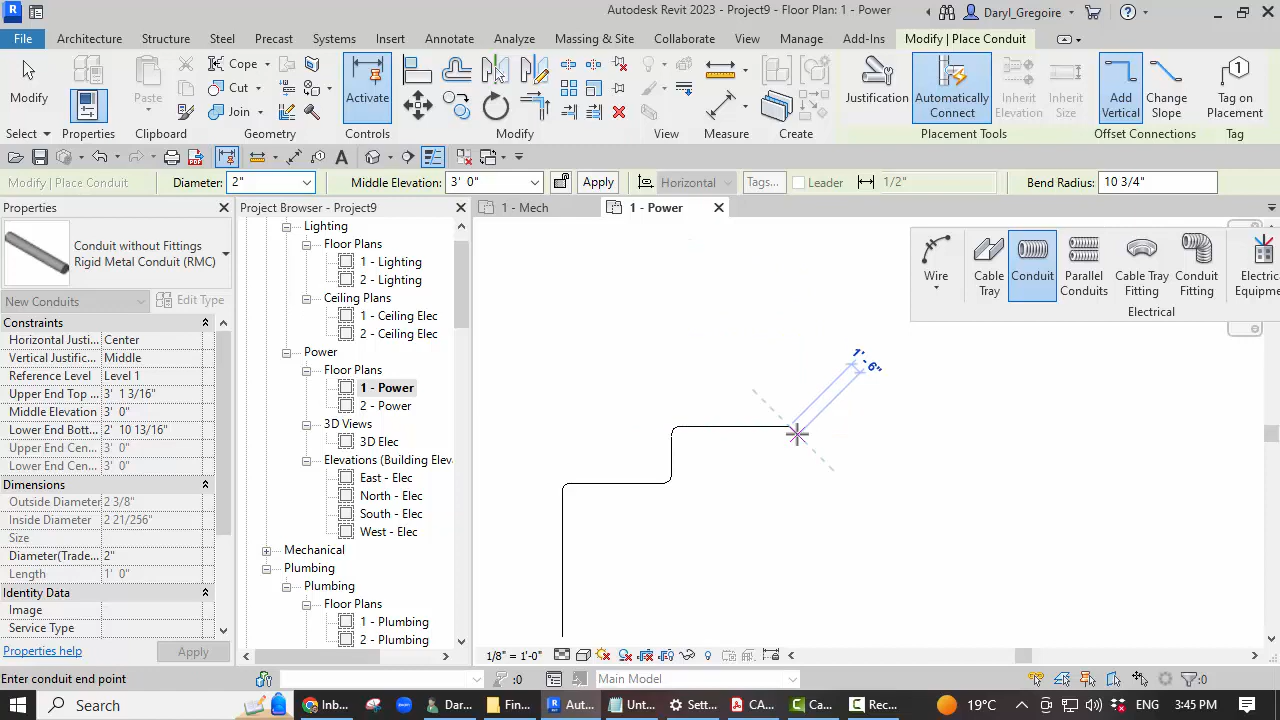 Autodesk Revit 2023 - Project9 - Floor Plan: 1 - Power
Daryl_Gregoire
File Architecture Structure Steel Precast Systems Insert Annotate Analyze Massing & Site Collaborate View Manage Add-Ins Modify | Place Conduit
Modify
Paste
Cope
Cut
Join
Activate
Justification
Automatically Connect
Inherit Elevation
Inherit Size
Add Vertical
Change Slope
Tag on Placement
Select Properties Clipboard Geometry Controls Modify View Measure Create Placement Tools Offset Connections Tag
Modify | Place Conduit Diameter: 2" Middle Elevation: 3' 0" Apply Horizontal Tags... Leader 1/2" Bend Radius: 10 3/4"
Properties
Conduit without Fittings
Rigid Metal Conduit (RMC)
New Conduits Edit Type
Constraints
Horizontal Justi... Center
Vertical Justific... Middle
Reference Level Level 1
Upper End Top ... 3' 1 3/16"
Middle Elevation 3' 0"
Lower End Bott... 2' 10 13/16"
Upper End Cen...
Lower End Cent...
Dimensions
Outside Diameter 2 3/8"
Inside Diameter 2 21/256"
Size
Diameter(Trade... 2"
Length 1' 0"
Identity Data
Image
Service Type
Properties help Apply
Project Browser - Project9
Lighting
Floor Plans
1 - Lighting
2 - Lighting
Ceiling Plans
1 - Ceiling Elec
2 - Ceiling Elec
Power
Floor Plans
1 - Power
2 - Power
3D Views
3D Elec
Elevations (Building Elev
East - Elec
North - Elec
South - Elec
West - Elec
Mechanical
Plumbing
Plumbing
Floor Plans
1 - Plumbing
2 - Plumbing
1 - Mech 1 - Power
Wire
Cable Tray
Conduit
Parallel Conduits
Cable Tray Fitting
Conduit Fitting
Electric
Equipme
Electrical
1' - 6"
1/8" = 1'-0"
Enter conduit end point :0 Main Model :0
Search Inb... Dar... Fin... Aut... Unt... Sett... CA... Ca... Rec... 19°C ENG 3:45 PM